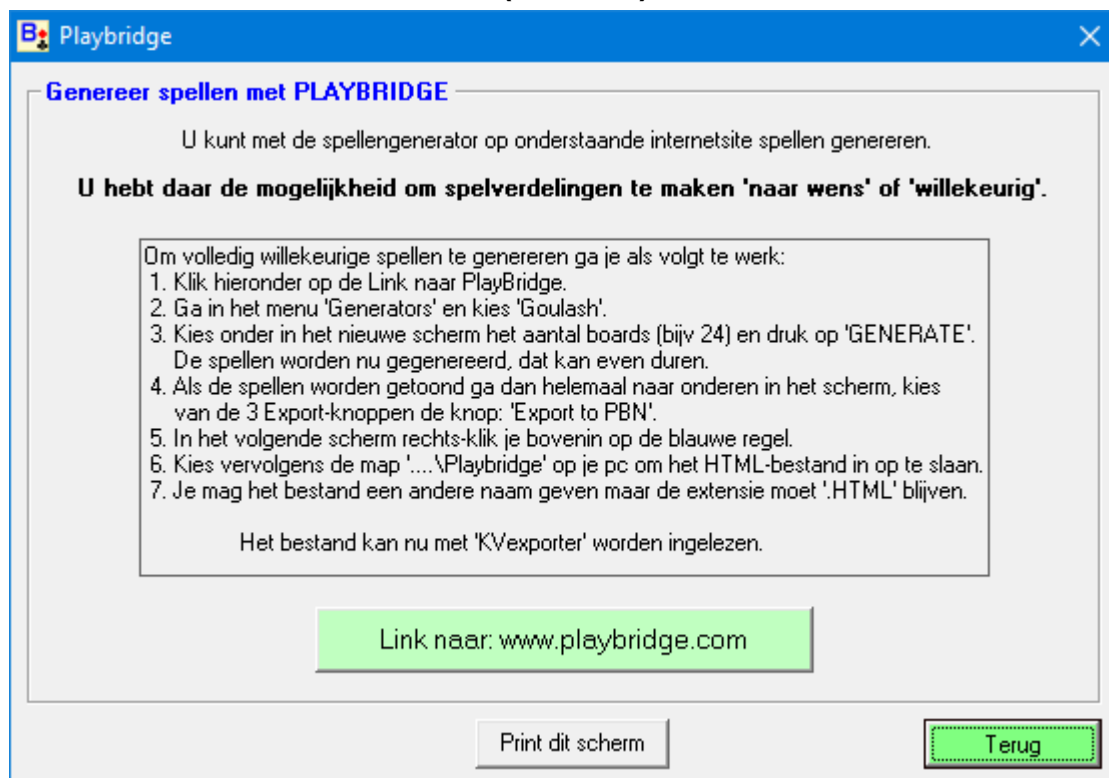 Playbridge
Genereer spellen met PLAYBRIDGE
U kunt met de spellengenerator op onderstaande internetsite spellen genereren.
U hebt daar de mogelijkheid om spelverdelingen te maken 'naar wens' of 'willekeurig'.
Om volledig willekeurige spellen te genereren ga je als volgt te werk:
1. Klik hieronder op de Link naar PlayBridge.
2. Ga in het menu 'Generators' en kies 'Goulash'.
3. Kies onder in het nieuwe scherm het aantal boards (bijv 24) en druk op 'GENERATE'.
De spellen worden nu gegenereerd, dat kan even duren.
4. Als de spellen worden getoond ga dan helemaal naar onderen in het scherm, kies
van de 3 Export-knoppen de knop: 'Export to PBN'.
5. In het volgende scherm rechts-klik je bovenin op de blauwe regel.
6. Kies vervolgens de map '....\Playbridge' op je pc om het HTML-bestand in op te slaan.
7. Je mag het bestand een andere naam geven maar de extensie moet '.HTML' blijven.
Het bestand kan nu met 'KVexporter' worden ingelezen.
Link naar: www.playbridge.com
Print dit scherm
Terug